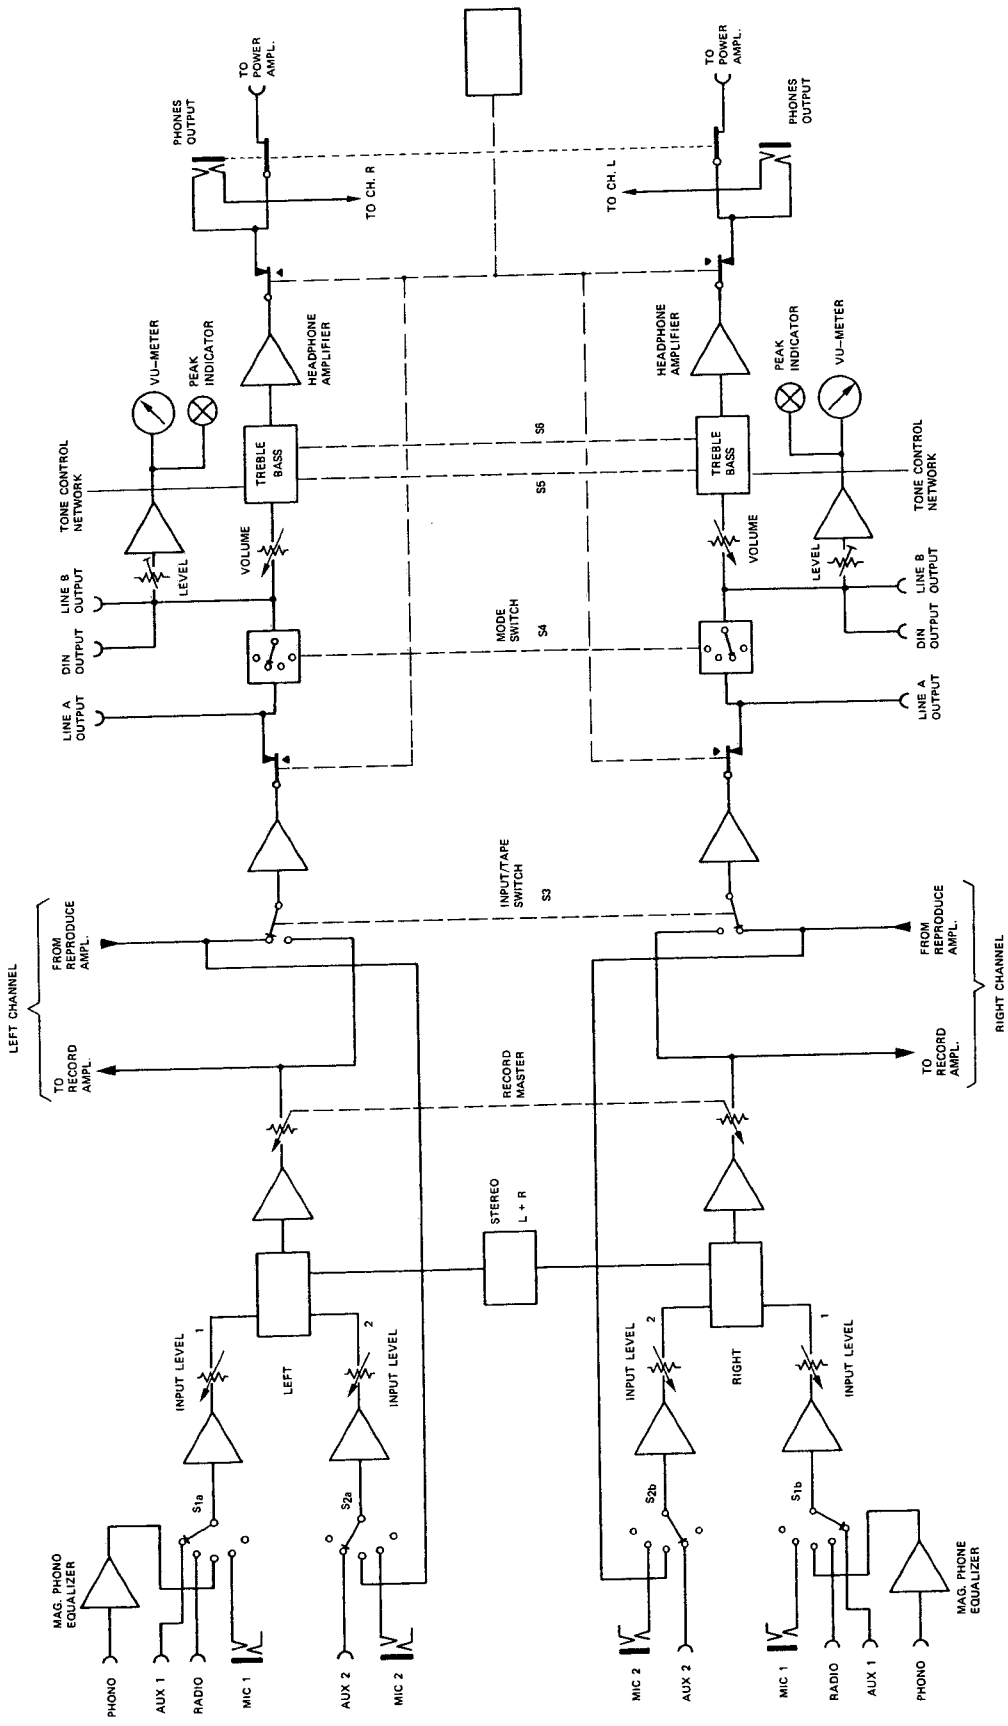 LEFT CHANNEL
PHONO
MAG. PHONO
EQUALIZER
AUX 1
RADIO
MIC 1
S1a
INPUT LEVEL
1
AUX 2
MIC 2
S2a
INPUT LEVEL
2
LEFT
TO
RECORD
AMPL.
FROM
REPRODUCE
AMPL.
LINE A
OUTPUT
DIN
OUTPUT
LINE B
OUTPUT
LEVEL
VOLUME
TONE CONTROL
NETWORK
TREBLE
BASS
VU-METER
PEAK
INDICATOR
HEADPHONE
AMPLIFIER
PHONES
OUTPUT
TO
POWER
AMPL.
TO CH. R
STEREO
L + R
RECORD
MASTER
INPUT/TAPE
SWITCH
S3
MODE
SWITCH
S4
S5
S6
MIC 2
AUX 2
S2b
INPUT LEVEL
2
MIC 1
RADIO
AUX 1
PHONO
MAG. PHONE
EQUALIZER
S1b
INPUT LEVEL
1
RIGHT
TO
RECORD
AMPL.
FROM
REPRODUCE
AMPL.
RIGHT CHANNEL
LINE A
OUTPUT
DIN
OUTPUT
LINE B
OUTPUT
LEVEL
VOLUME
TREBLE
BASS
TONE CONTROL
NETWORK
HEADPHONE
AMPLIFIER
PEAK
INDICATOR
VU-METER
TO CH. L
PHONES
OUTPUT
TO
POWER
AMPL.